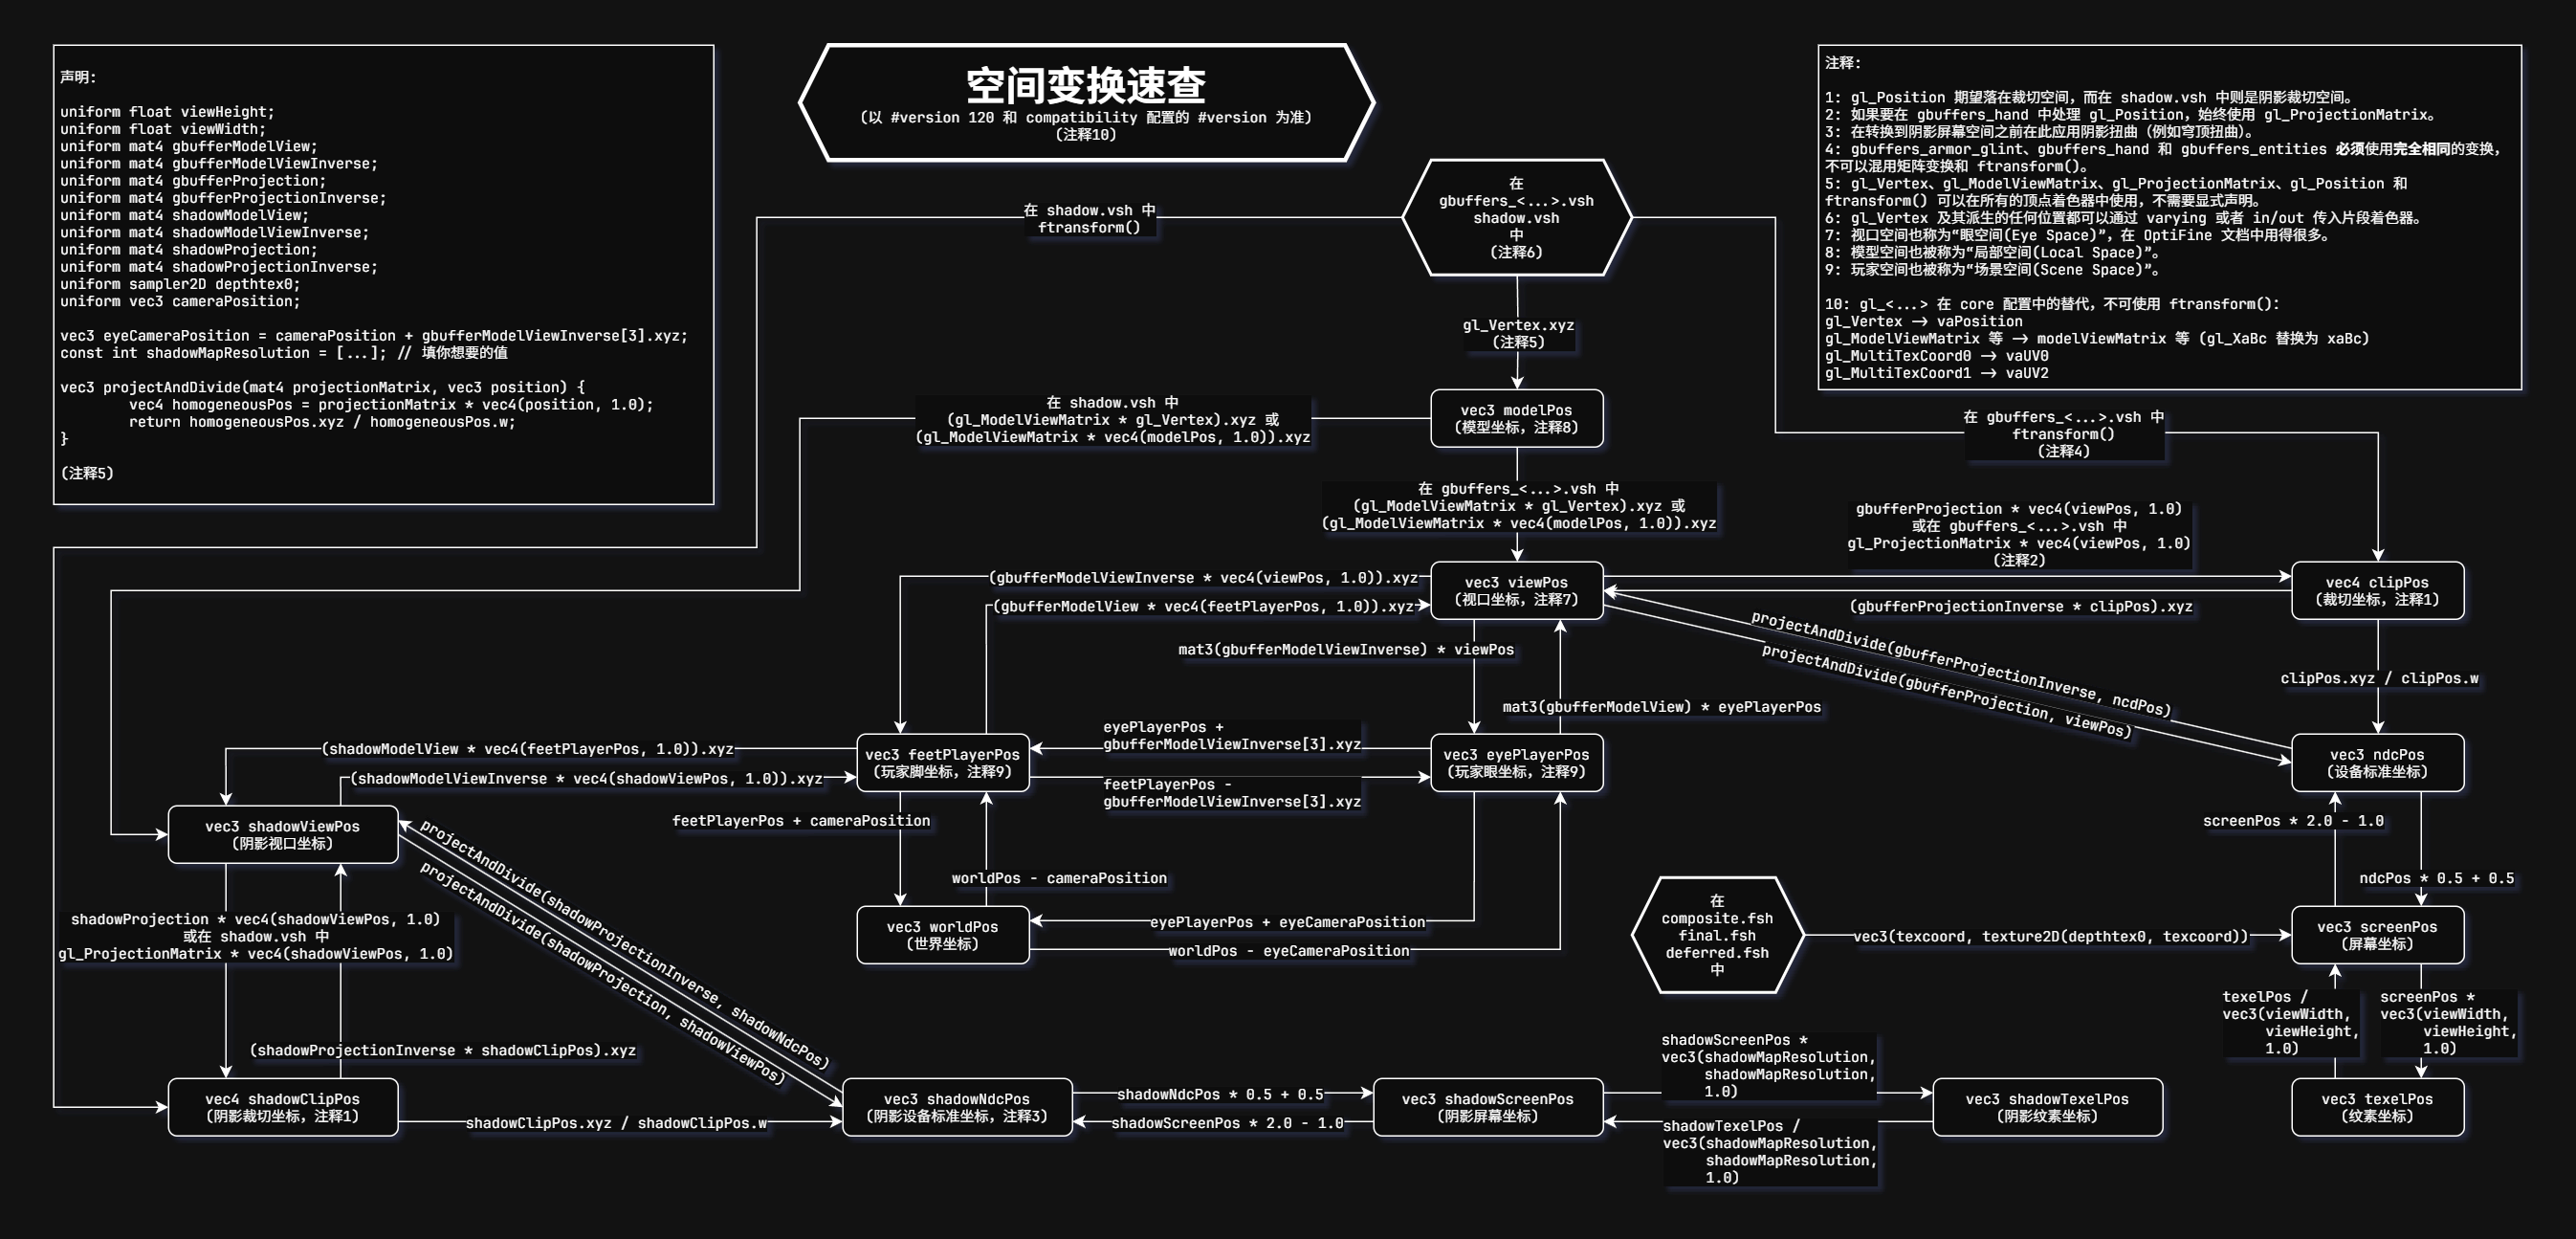 声明:
uniform float viewHeight;
uniform float viewWidth;
uniform mat4 gbufferModelView;
uniform mat4 gbufferModelViewInverse;
uniform mat4 gbufferProjection;
uniform mat4 gbufferProjectionInverse;
uniform mat4 shadowModelView;
uniform mat4 shadowModelViewInverse;
uniform mat4 shadowProjection;
uniform mat4 shadowProjectionInverse;
uniform sampler2D depthtex0;
uniform vec3 cameraPosition;
vec3 eyeCameraPosition = cameraPosition + gbufferModelViewInverse[3].xyz;
const int shadowMapResolution = [...]; // 填你想要的值
vec3 projectAndDivide(mat4 projectionMatrix, vec3 position) {
        vec4 homogeneousPos = projectionMatrix * vec4(position, 1.0);
        return homogeneousPos.xyz / homogeneousPos.w;
}
(注释5)
空间变换速查
(以 #version 120 和 compatibility 配置的 #version 为准)
(注释10)
注释:
1: gl_Position 期望落在裁切空间，而在 shadow.vsh 中则是阴影裁切空间。
2: 如果要在 gbuffers_hand 中处理 gl_Position，始终使用 gl_ProjectionMatrix。
3: 在转换到阴影屏幕空间之前在此应用阴影扭曲（例如穹顶扭曲）。
4: gbuffers_armor_glint、gbuffers_hand 和 gbuffers_entities 必须使用完全相同的变换，
不可以混用矩阵变换和 ftransform()。
5: gl_Vertex、gl_ModelViewMatrix、gl_ProjectionMatrix、gl_Position 和
ftransform() 可以在所有的顶点着色器中使用，不需要显式声明。
6: gl_Vertex 及其派生的任何位置都可以通过 varying 或者 in/out 传入片段着色器。
7: 视口空间也称为“眼空间(Eye Space)”，在 OptiFine 文档中用得很多。
8: 模型空间也被称为“局部空间(Local Space)”。
9: 玩家空间也被称为“场景空间(Scene Space)”。
10: gl_<...> 在 core 配置中的替代，不可使用 ftransform():
gl_Vertex -> vaPosition
gl_ModelViewMatrix 等 -> modelViewMatrix 等 (gl_XaBc 替换为 xaBc)
gl_MultiTexCoord0 -> vaUV0
gl_MultiTexCoord1 -> vaUV2
在
gbuffers_<...>.vsh
shadow.vsh
中
(注释6)
在 shadow.vsh 中
ftransform()
gl_Vertex.xyz
(注释5)
vec3 modelPos
(模型坐标，注释8)
在 shadow.vsh 中
(gl_ModelViewMatrix * gl_Vertex).xyz 或
(gl_ModelViewMatrix * vec4(modelPos, 1.0)).xyz
在 gbuffers_<...>.vsh 中
ftransform()
(注释4)
在 gbuffers_<...>.vsh 中
(gl_ModelViewMatrix * gl_Vertex).xyz 或
(gl_ModelViewMatrix * vec4(modelPos, 1.0)).xyz
gbufferProjection * vec4(viewPos, 1.0)
或在 gbuffers_<...>.vsh 中
gl_ProjectionMatrix * vec4(viewPos, 1.0)
(注释2)
(gbufferModelViewInverse * vec4(viewPos, 1.0)).xyz
(gbufferModelView * vec4(feetPlayerPos, 1.0)).xyz
vec3 viewPos
(视口坐标，注释7)
vec4 clipPos
(裁切坐标，注释1)
(gbufferProjectionInverse * clipPos).xyz
projectAndDivide(gbufferProjectionInverse, ncdPos)
projectAndDivide(gbufferProjection, viewPos)
mat3(gbufferModelViewInverse) * viewPos
clipPos.xyz / clipPos.w
mat3(gbufferModelView) * eyePlayerPos
eyePlayerPos +
gbufferModelViewInverse[3].xyz
(shadowModelView * vec4(feetPlayerPos, 1.0)).xyz
(shadowModelViewInverse * vec4(shadowViewPos, 1.0)).xyz
vec3 feetPlayerPos
(玩家脚坐标，注释9)
feetPlayerPos -
gbufferModelViewInverse[3].xyz
vec3 eyePlayerPos
(玩家眼坐标，注释9)
vec3 ndcPos
(设备标准坐标)
feetPlayerPos + cameraPosition
screenPos * 2.0 - 1.0
vec3 shadowViewPos
(阴影视口坐标)
projectAndDivide(shadowProjectionInverse, shadowNdcPos)
projectAndDivide(shadowProjection, shadowViewPos)
worldPos - cameraPosition
ndcPos * 0.5 + 0.5
shadowProjection * vec4(shadowViewPos, 1.0)
或在 shadow.vsh 中
gl_ProjectionMatrix * vec4(shadowViewPos, 1.0)
vec3 worldPos
(世界坐标)
eyePlayerPos + eyeCameraPosition
worldPos - eyeCameraPosition
在
composite.fsh
final.fsh
deferred.fsh
中
vec3(texcoord, texture2D(depthtex0, texcoord))
vec3 screenPos
(屏幕坐标)
texelPos /
vec3(viewWidth,
     viewHeight,
     1.0)
screenPos *
vec3(viewWidth,
     viewHeight,
     1.0)
(shadowProjectionInverse * shadowClipPos).xyz
vec4 shadowClipPos
(阴影裁切坐标，注释1)
shadowClipPos.xyz / shadowClipPos.w
vec3 shadowNdcPos
(阴影设备标准坐标，注释3)
shadowNdcPos * 0.5 + 0.5
shadowScreenPos * 2.0 - 1.0
vec3 shadowScreenPos
(阴影屏幕坐标)
shadowScreenPos *
vec3(shadowMapResolution,
     shadowMapResolution,
     1.0)
shadowTexelPos /
vec3(shadowMapResolution,
     shadowMapResolution,
     1.0)
vec3 shadowTexelPos
(阴影纹素坐标)
vec3 texelPos
(纹素坐标)